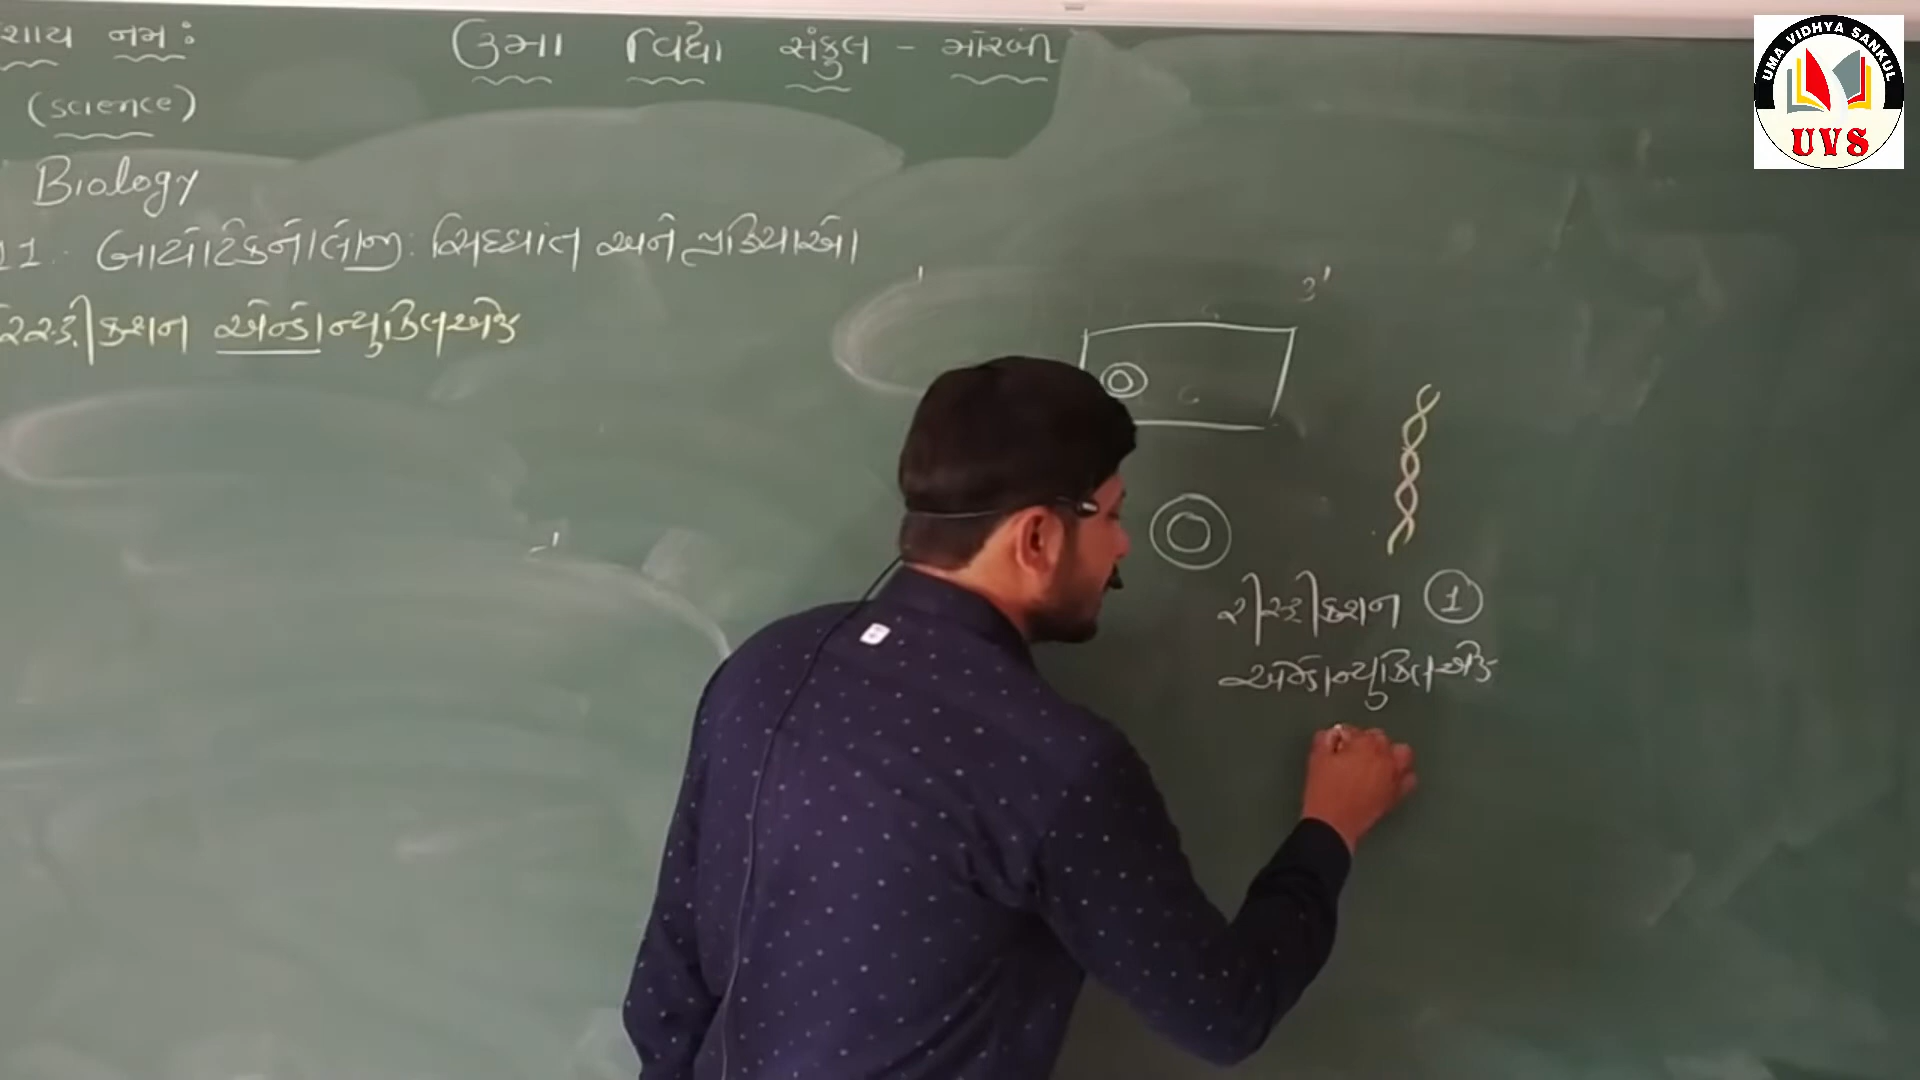 શાય નમઃ
ઉમા વિદ્યા સંકુલ - મોરબી
(science)
Biology
11. બાયોટેકનોલોજી: સિદ્ધાંત અને પ્રક્રિયાઓ
રેસ્ટ્રીક્શન એન્ડોન્યુક્લિએઝ
3'
રીસ્ટ્રીક્શન 1
એન્ડોન્યુક્લિએઝ
UMA VIDHYA SANKUL
UVS